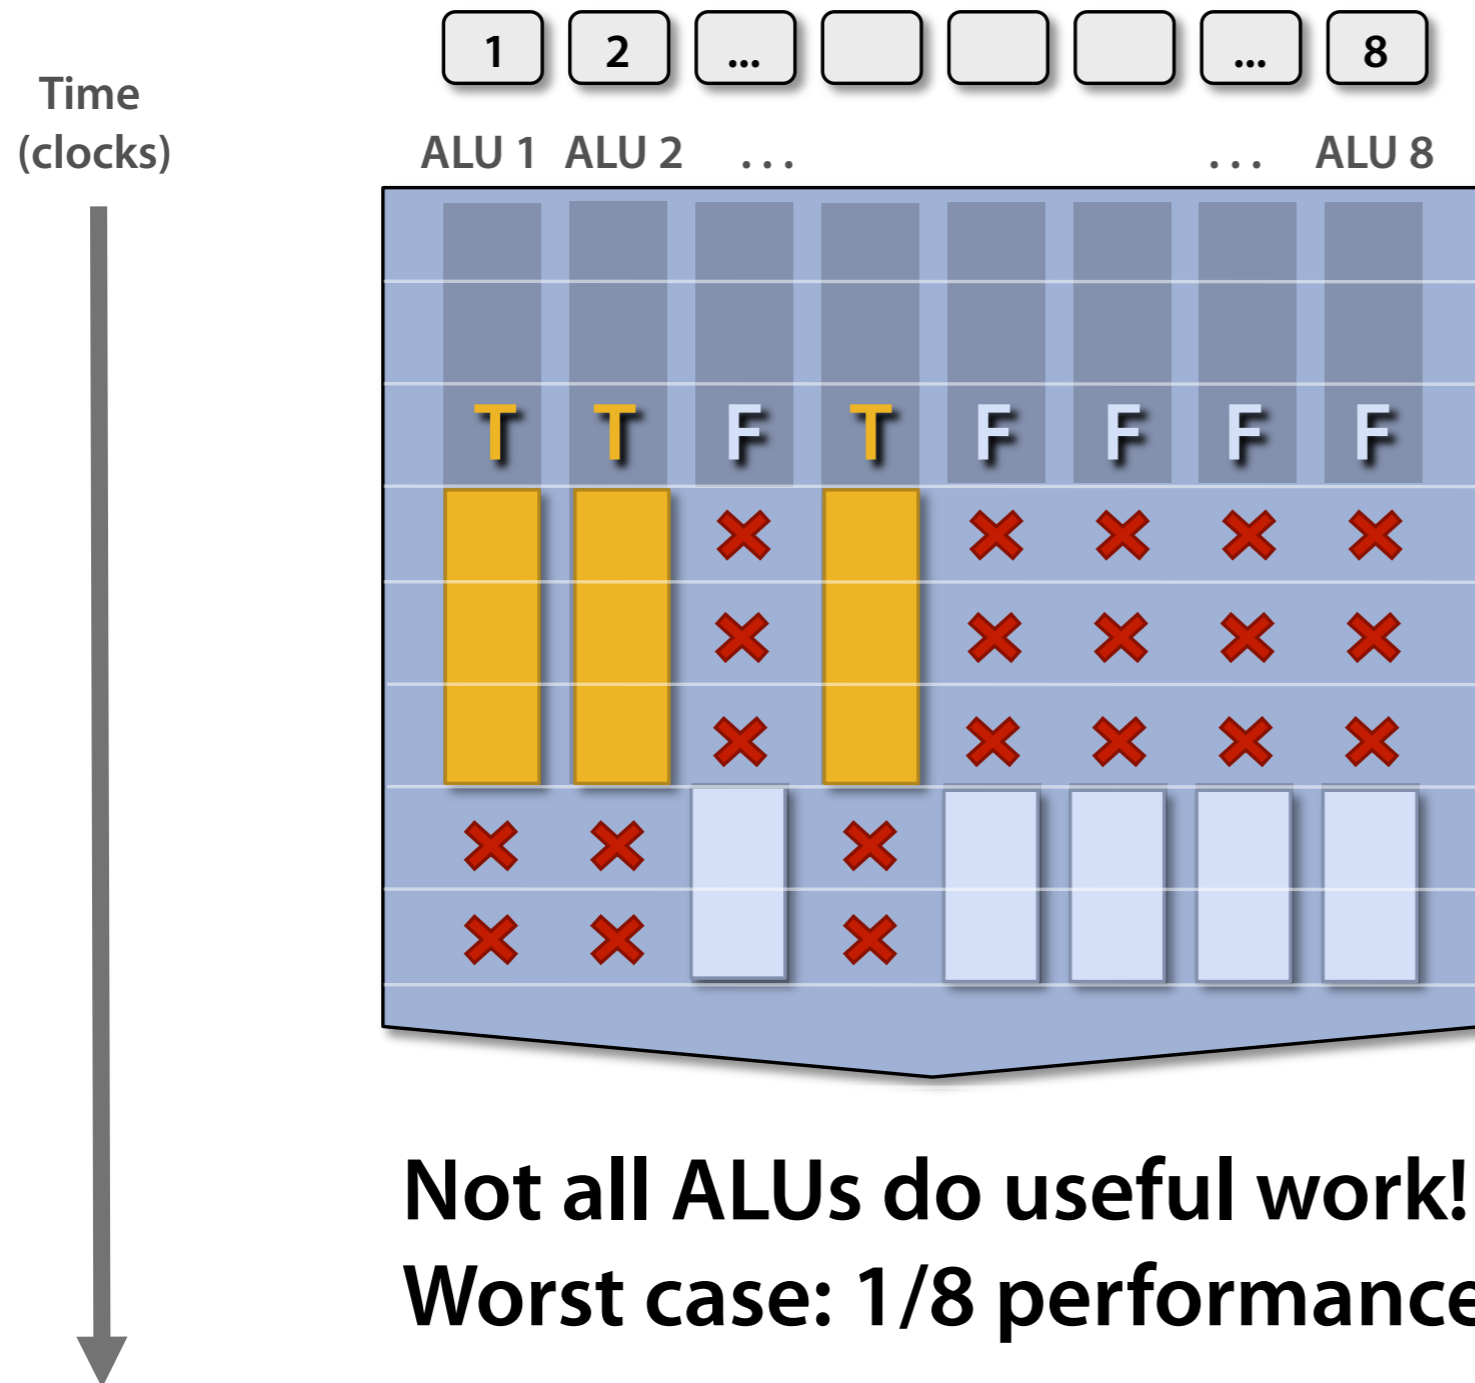 1 2 ... ... 8
Time
(clocks)
ALU 1 ALU 2 ... ... ALU 8
T T F T F F F F
Not all ALUs do useful work!
Worst case: 1/8 performance